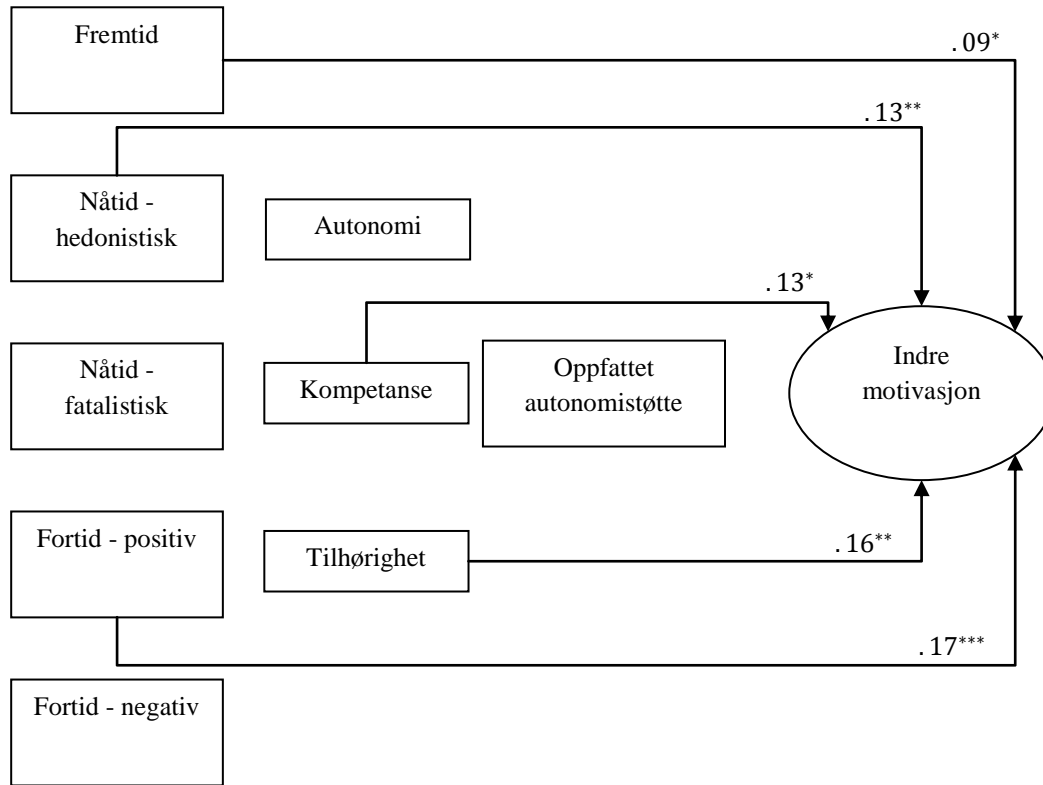 Fremtid
.09*
.13**
Nåtid -
hedonistisk
Autonomi
.13*
Nåtid -
fatalistisk
Kompetanse
Oppfattet
autonomistøtte
Indre
motivasjon
Fortid - positiv
Tilhørighet
.16**
.17***
Fortid - negativ